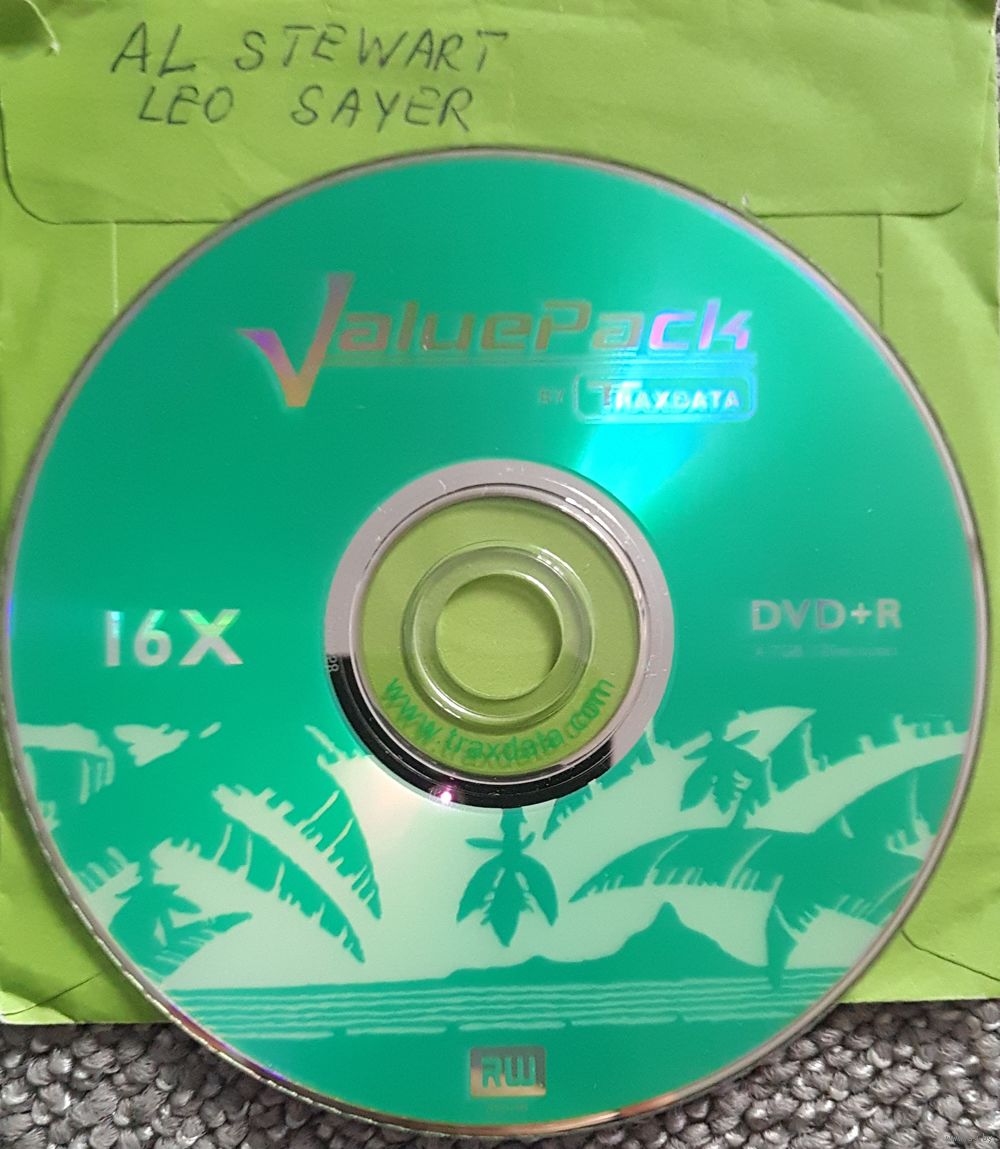 AL STEWART
LEO SAYER
ValuePack
BY TRAXDATA
16X
DVD+R
www.traxdata.com
RW